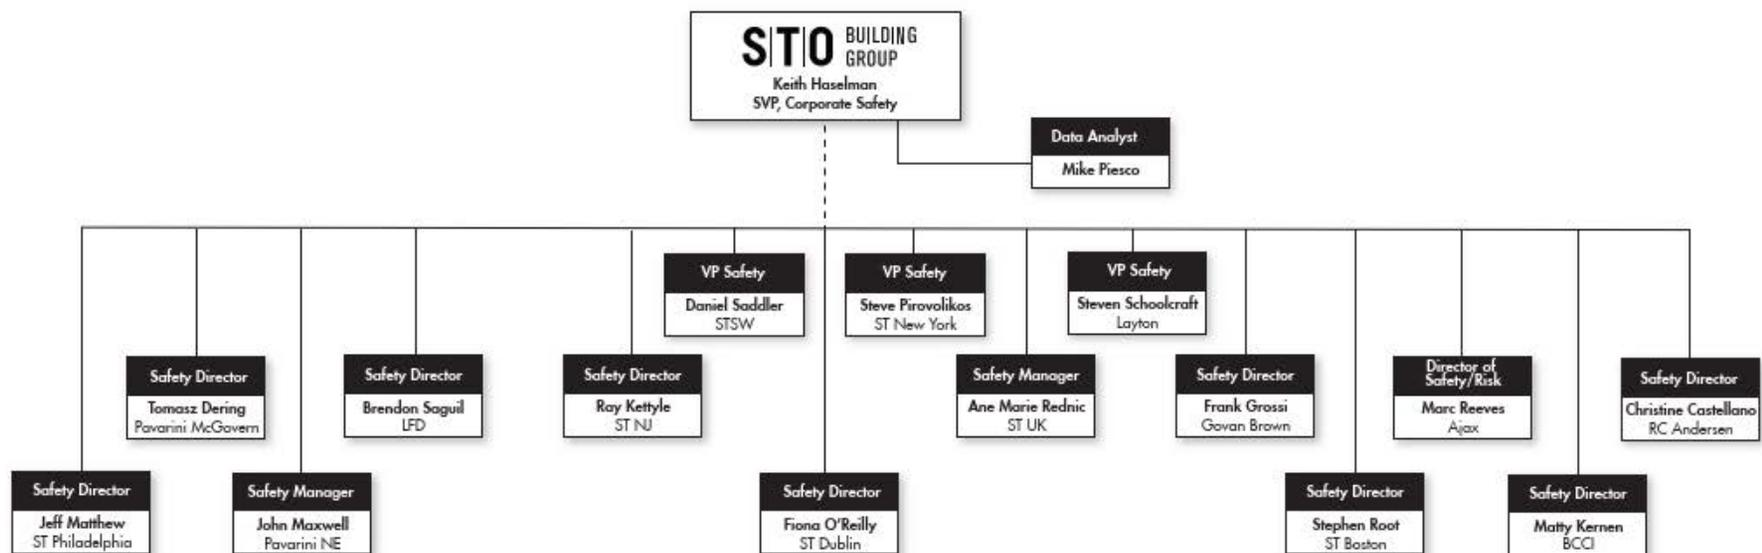 S|T|O BUILDING
GROUP
Keith Haselman
SVP, Corporate Safety
Data Analyst
Mike Piesco
VP Safety
Daniel Saddler
STSW
VP Safety
Steve Pirovolikos
ST New York
VP Safety
Steven Schoolcraft
Layton
Safety Director
Tomasz Dering
Pavarini McGovern
Safety Director
Brendon Saguil
LFD
Safety Director
Ray Kettyle
ST NJ
Safety Manager
Ane Marie Rednic
ST UK
Safety Director
Frank Grossi
Govan Brown
Director of
Safety/Risk
Marc Reeves
Ajax
Safety Director
Christine Castellano
RC Andersen
Safety Director
Jeff Matthew
ST Philadelphia
Safety Manager
John Maxwell
Pavarini NE
Safety Director
Fiona O'Reilly
ST Dublin
Safety Director
Stephen Root
ST Boston
Safety Director
Matty Kernen
BCCI